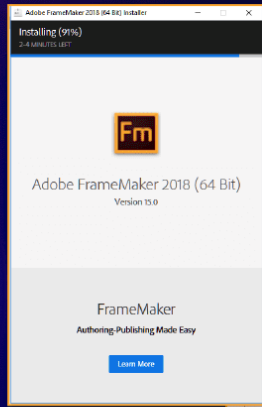 Adobe FrameMaker 2018 (64 Bit) Installer
Installing (91%)
2-4 MINUTES LEFT
Fm
Adobe FrameMaker 2018 (64 Bit)
Version 15.0
FrameMaker
Authoring-Publishing Made Easy
Learn More